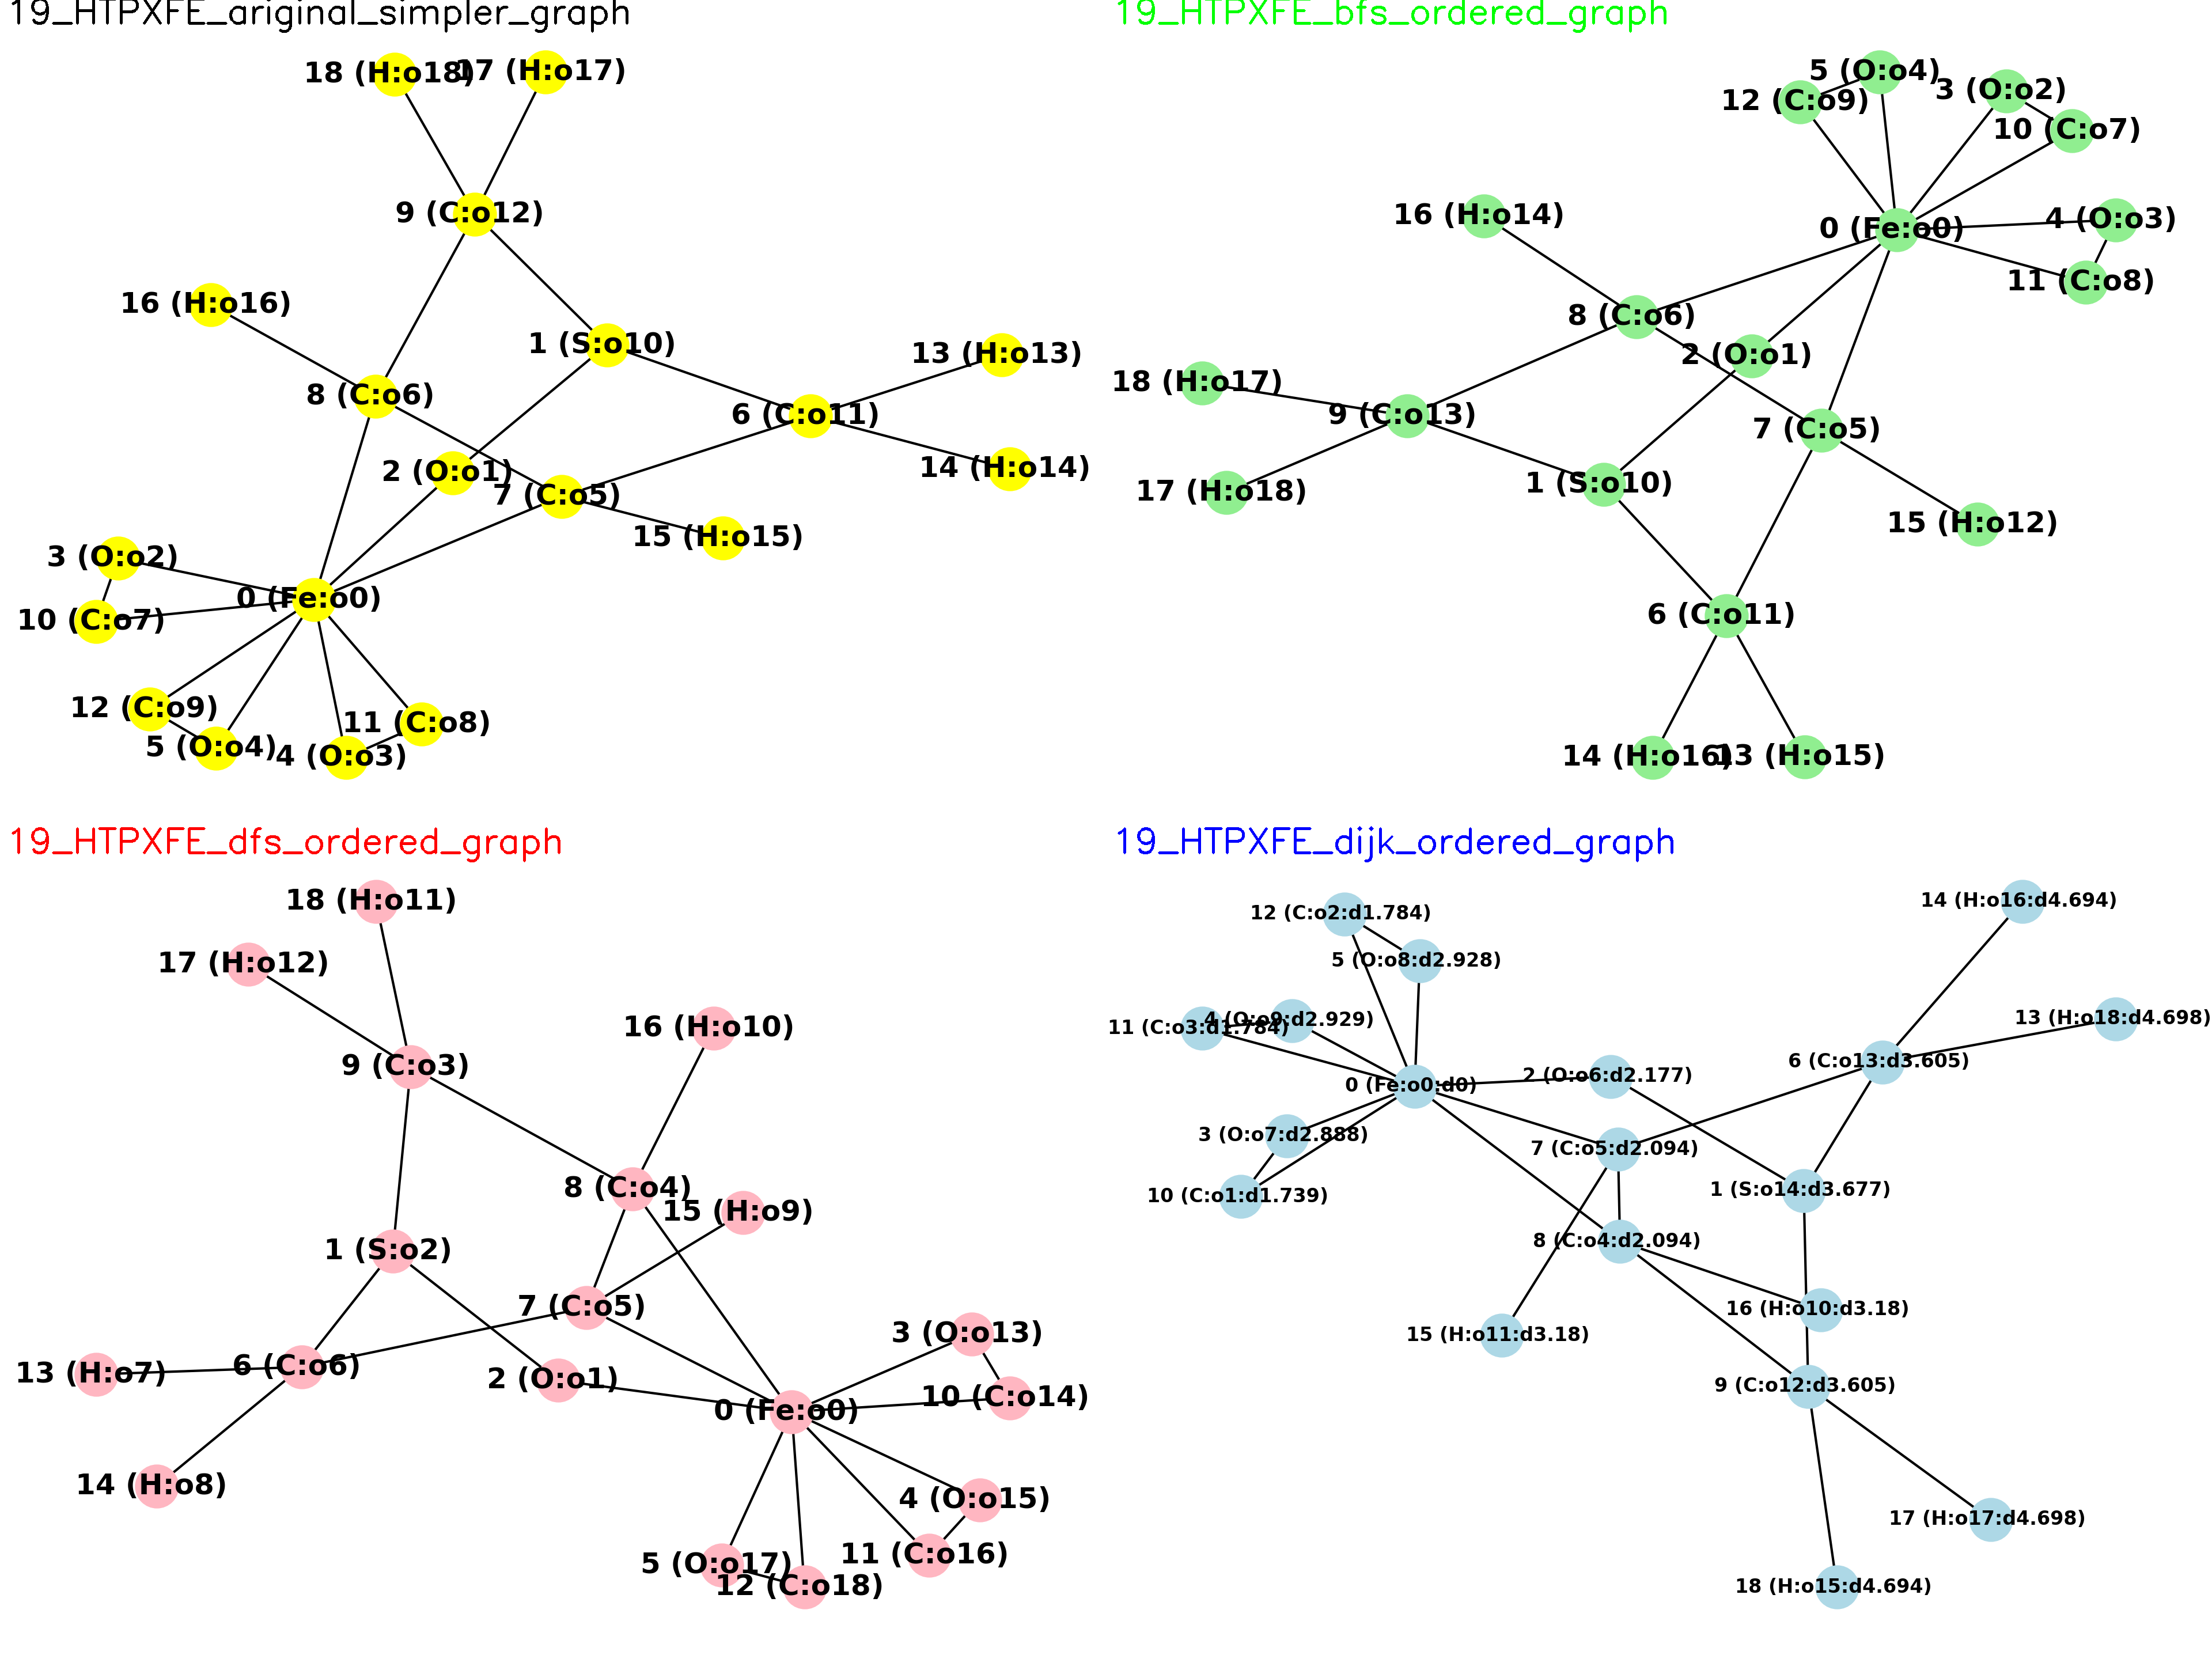 19_HTPXFE_ariginal_simpler_graph
18 (H:o18)
17 (H:o17)
9 (C:o12)
16 (H:o16)
1 (S:o10)
13 (H:o13)
8 (C:o6)
6 (C:o11)
2 (O:o1)
14 (H:o14)
7 (C:o5)
15 (H:o15)
3 (O:o2)
0 (Fe:o0)
10 (C:o7)
12 (C:o9)
11 (C:o8)
5 (O:o4)
4 (O:o3)
19_HTPXFE_bfs_ordered_graph
5 (O:o4)
3 (O:o2)
12 (C:o9)
10 (C:o7)
16 (H:o14)
4 (O:o3)
0 (Fe:o0)
11 (C:o8)
8 (C:o6)
2 (O:o1)
18 (H:o17)
9 (C:o13)
7 (C:o5)
1 (S:o10)
17 (H:o18)
15 (H:o12)
6 (C:o11)
14 (H:o16)
13 (H:o15)
19_HTPXFE_dfs_ordered_graph
18 (H:o11)
17 (H:o12)
16 (H:o10)
9 (C:o3)
8 (C:o4)
15 (H:o9)
1 (S:o2)
7 (C:o5)
3 (O:o13)
13 (H:o7)
6 (C:o6)
2 (O:o1)
10 (C:o14)
0 (Fe:o0)
14 (H:o8)
4 (O:o15)
11 (C:o16)
5 (O:o17)
12 (C:o18)
19_HTPXFE_dijk_ordered_graph
14 (H:o16:d4.694)
12 (C:o2:d1.784)
5 (O:o8:d2.928)
4 (O:o9:d2.929)
11 (C:o3:d1.784)
13 (H:o18:d4.698)
6 (C:o13:d3.605)
2 (O:o6:d2.177)
0 (Fe:o0:d0)
3 (O:o7:d2.888)
7 (C:o5:d2.094)
10 (C:o1:d1.739)
1 (S:o14:d3.677)
8 (C:o4:d2.094)
16 (H:o10:d3.18)
15 (H:o11:d3.18)
9 (C:o12:d3.605)
17 (H:o17:d4.698)
18 (H:o15:d4.694)